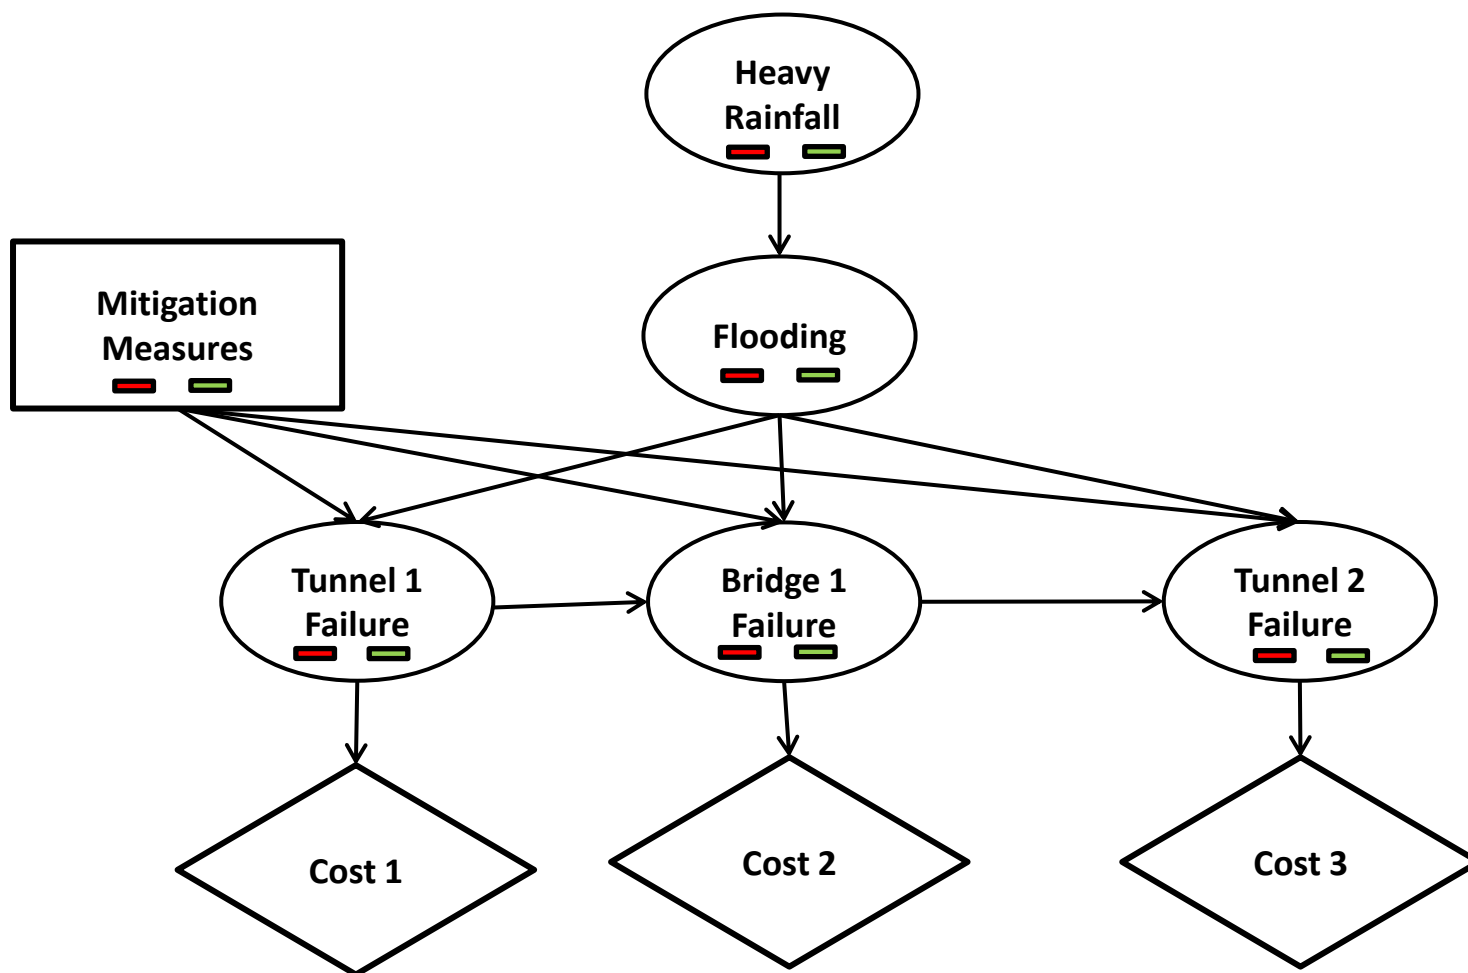 Heavy
Rainfall
Mitigation
Measures
Flooding
Tunnel 1
Failure
Bridge 1
Failure
Tunnel 2
Failure
Cost 1
Cost 2
Cost 3